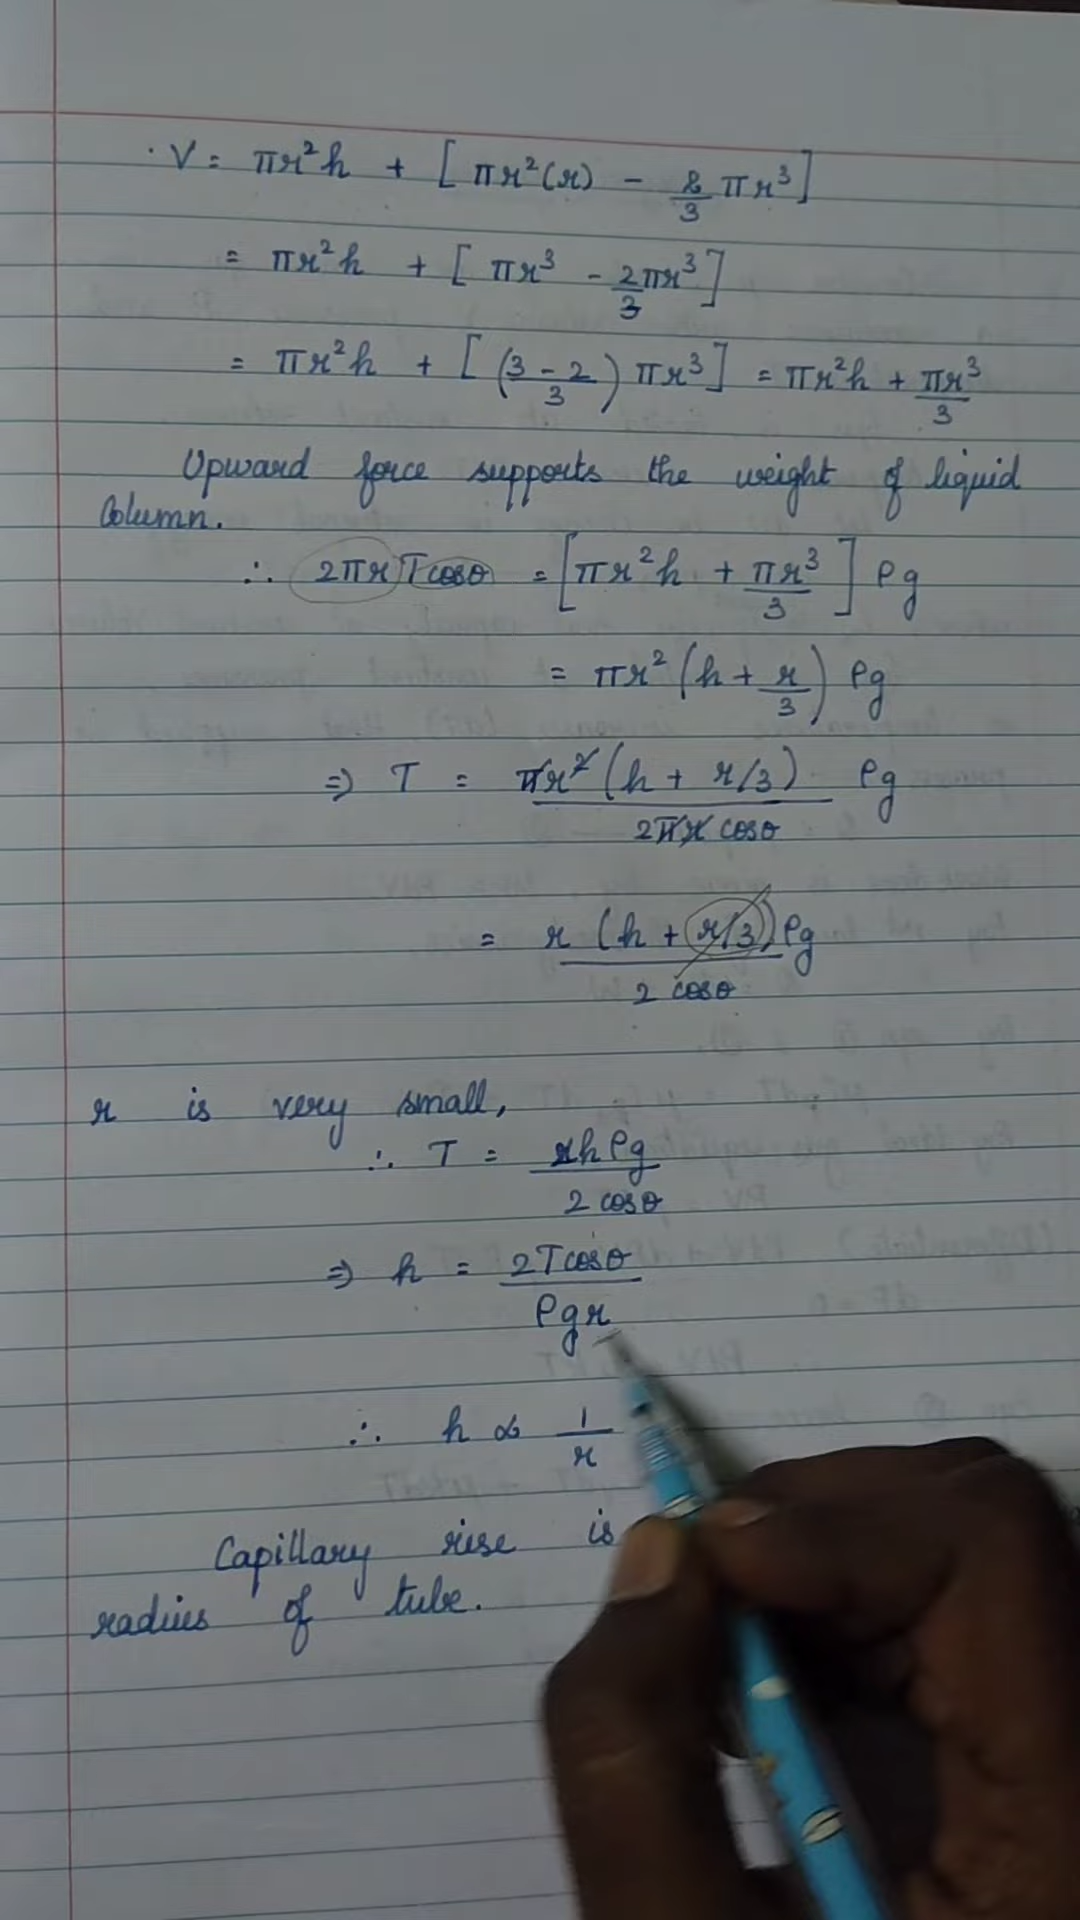 . V = πr²h + [πr²(r) - 2/3 πr³]
= πr²h + [πr³ - 2/3 πr³]
= πr²h + [(3-2/3) πr³] = πr²h + πr³/3
Upward force supports the weight of liquid
column.
∴ 2πr Tcosθ = [πr²h + πr³/3] ρg
= πr² (h + r/3) ρg
⇒ T = πr² (h + r/3) ρg / 2πr cosθ
= r (h + r/3) ρg / 2 cosθ
r is very small,
∴ T = rhρg / 2 cosθ
⇒ h = 2Tcosθ / ρgr
∴ h ∝ 1/r
Capillary rise is
radius of tube.